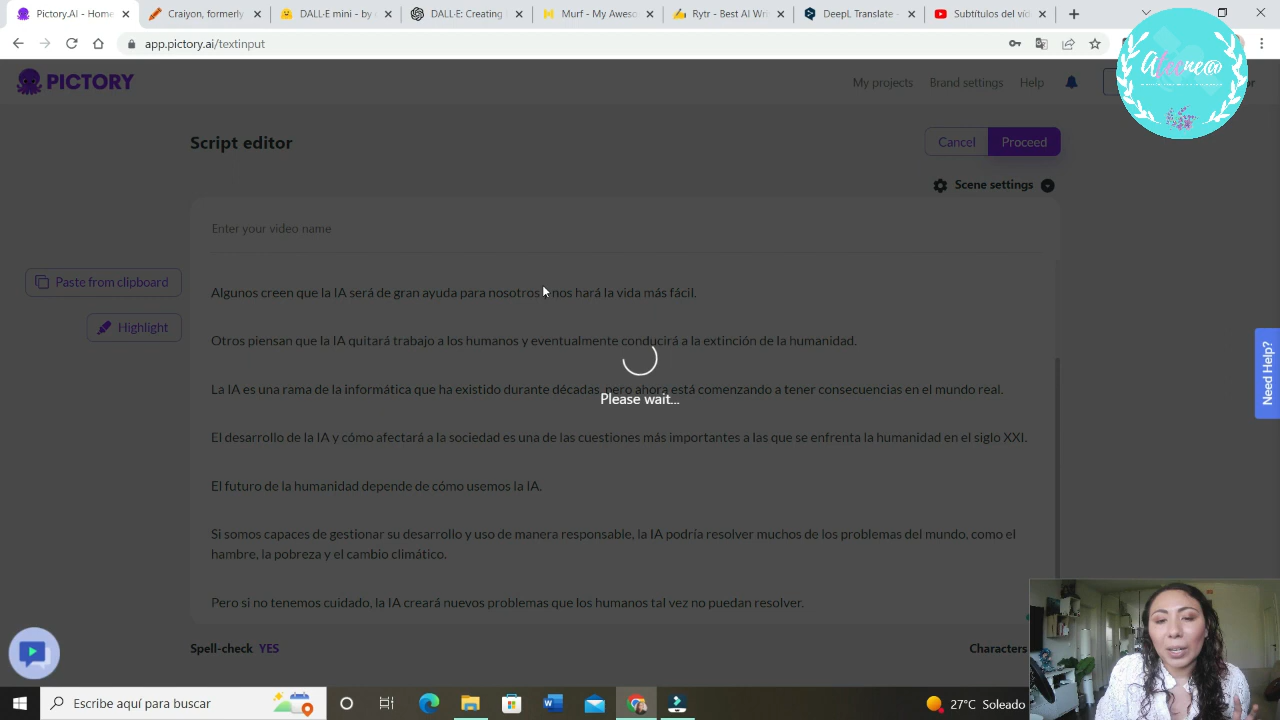 Pictory.AI - Home
Crayon, formerly
DALL·E mini - by
DALL·E: Creating
Murf - My Aweso
Rytr - Best AI Wri
DeepL Translate -
Subtítulos del ví
app.pictory.ai/textinput
PICTORY
My projects
Brand settings
Help
Script editor
Cancel
Proceed
Scene settings
Enter your video name
Paste from clipboard
Highlight
Algunos creen que la IA será de gran ayuda para nosotros nos hará la vida más fácil.
Otros piensan que la IA quitará trabajo a los humanos y eventualmente conducirá a la extinción de la humanidad.
La IA es una rama de la informática que ha existido durante décadas, pero ahora está comenzando a tener consecuencias en el mundo real.
Please wait...
El desarrollo de la IA y cómo afectará a la sociedad es una de las cuestiones más importantes a las que se enfrenta la humanidad en el siglo XXI.
El futuro de la humanidad depende de cómo usemos la IA.
Si somos capaces de gestionar su desarrollo y uso de manera responsable, la IA podría resolver muchos de los problemas del mundo, como el
hambre, la pobreza y el cambio climático.
Pero si no tenemos cuidado, la IA creará nuevos problemas que los humanos tal vez no puedan resolver.
Spell-check YES
Characters
Need Help?
Escribe aquí para buscar
27°C Soleado